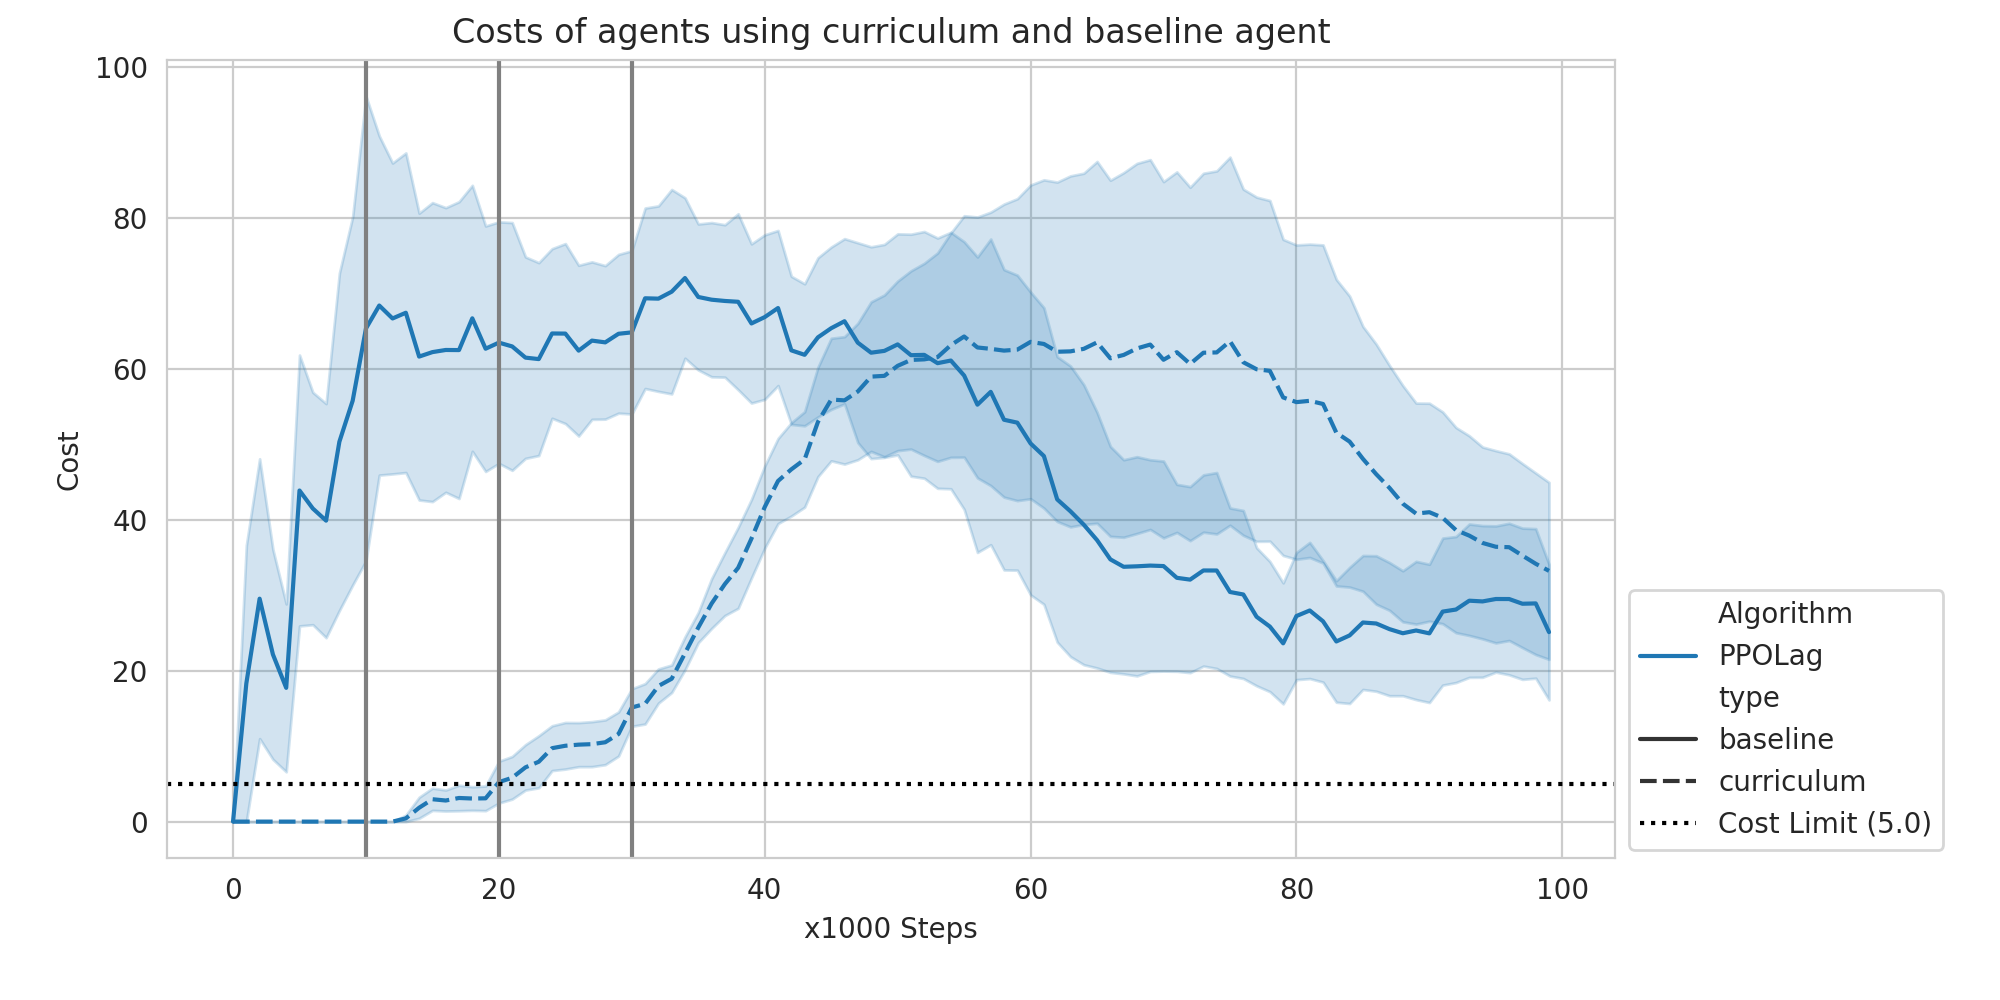 Costs of agents using curriculum and baseline agent
100
80
60
40
20
0
Cost
0 20 40 60 80 100
x1000 Steps
Algorithm
PPOLag
type
baseline
curriculum
Cost Limit (5.0)